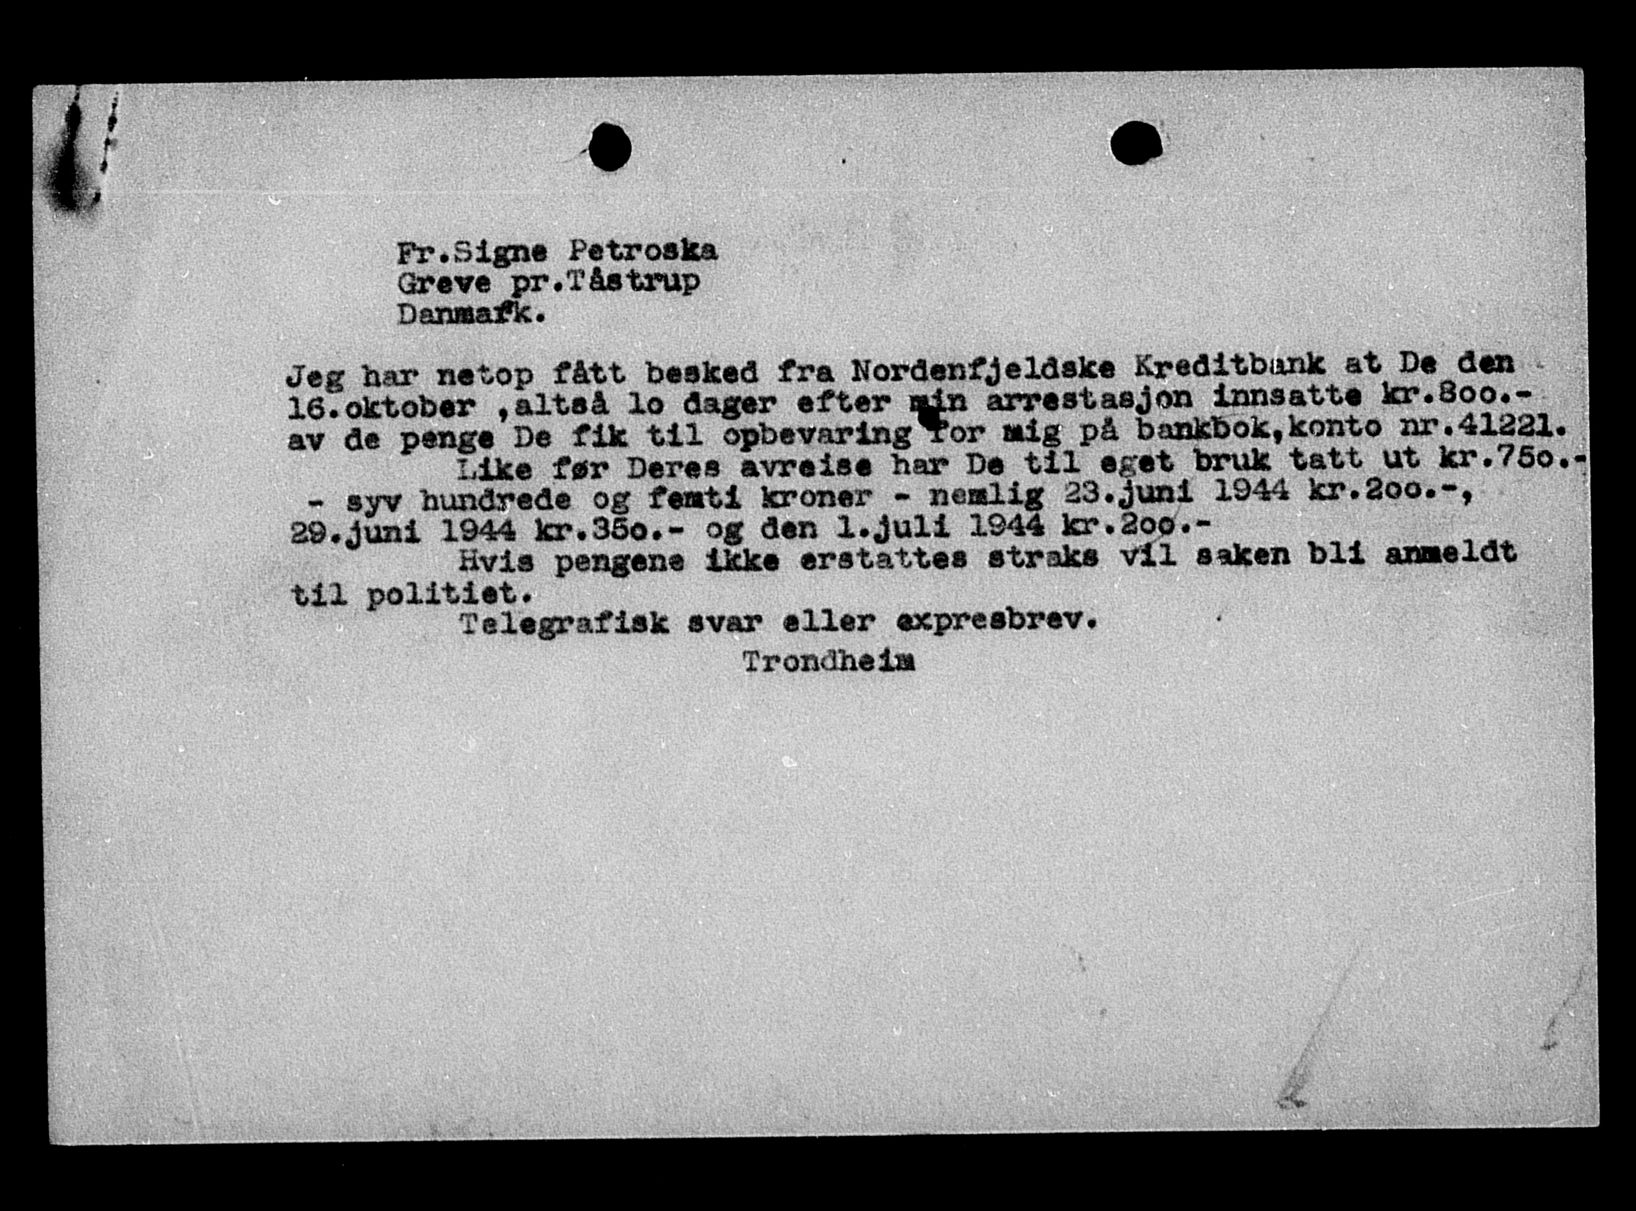 Fr.Signe Petroska
Greve pr.Tåstrup
Danmark.
Jeg har netop fått besked fra Nordenfjeldske Kreditbank at De den
16.oktober ,altså lo dager efter min arrestasjon innsatte kr.8oo.-
av de penge De fik til opbevaring for mig på bankbok,konto nr.41221.
Like før Deres avreise har De til eget bruk tatt ut kr.75o.-
- syv hundrede og femti kroner - nemlig 23.juni 1944 kr.2oo.-,
29.juni 1944 kr.35o.- og den 1.juli 1944 kr.2oo.-
Hvis pengene ikke erstattes straks vil saken bli anmeldt
til politiet.
Telegrafisk svar eller expresbrev.
Trondheim